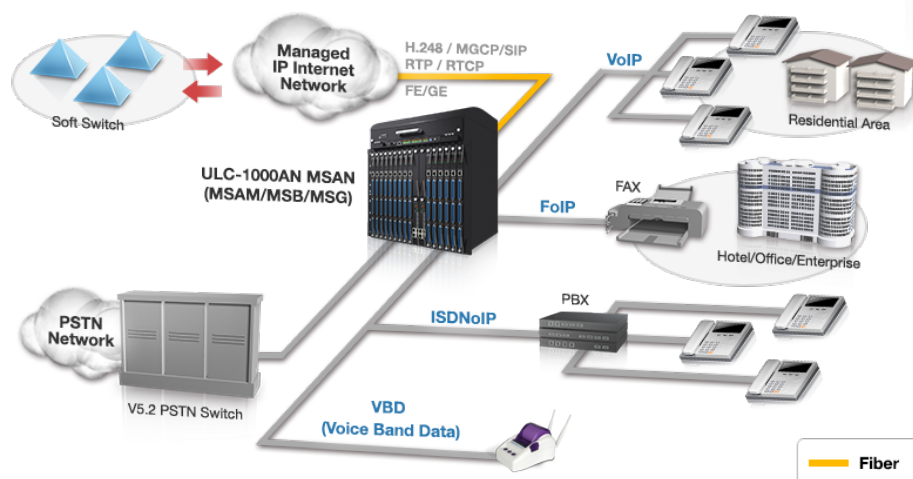 Managed
IP Internet
Network
H.248 / MGCP/SIP
RTP / RTCP
FE/GE
Soft Switch
VoIP
Residential Area
ULC-1000AN MSAN
(MSAM/MSB/MSG)
FAX
FoIP
Hotel/Office/Enterprise
PSTN
Network
V5.2 PSTN Switch
ISDNoIP
PBX
VBD
(Voice Band Data)
Fiber